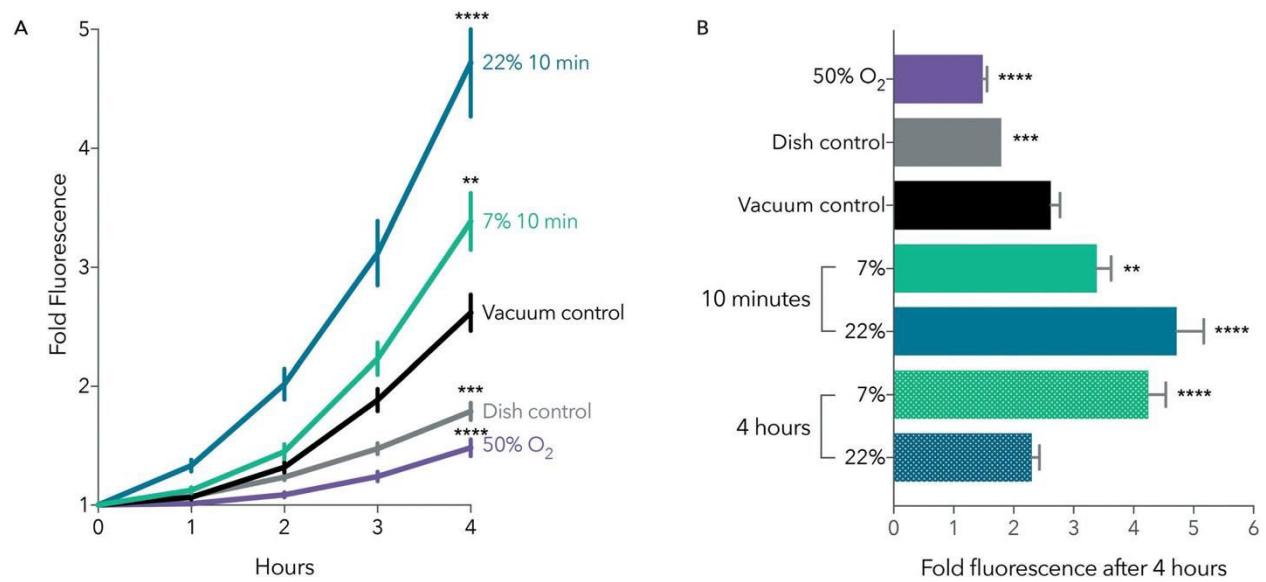 A
5
4
3
2
1
Fold Fluorescence
0
1
2
3
4
Hours
****
22% 10 min
**
7% 10 min
Vacuum control
***
Dish control
****
50% O₂
B
50% O₂
****
Dish control
***
Vacuum control
10 minutes
7%
**
22%
****
4 hours
7%
****
22%
0
1
2
3
4
5
6
Fold fluorescence after 4 hours